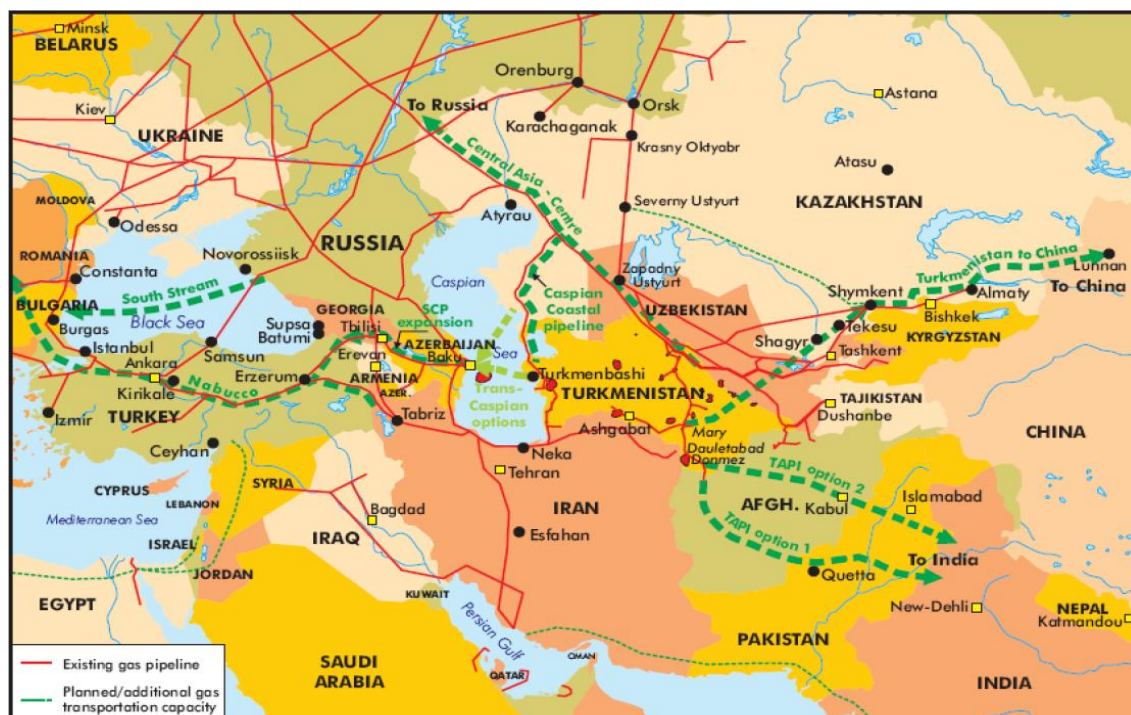 Minsk
BELARUS
Kiev
UKRAINE
MOLDOVA
Odessa
ROMANIA
Constanta
BULGARIA
Burgas
Istanbul
Ankara
Kirikale
Izmir
TURKEY
Nabucco
South Stream
Black Sea
Novorossiisk
Samsun
RUSSIA
To Russia
Orenburg
Orsk
Karachaganak
Krasny Oktyabr
Central Asia - Centre
Severny Ustyurt
Atyrau
Astana
Atasu
KAZAKHSTAN
Zapadny
Ustyurt
UZBEKISTAN
Turkmenistan to China
Luhnan
To China
Shymkent
Almaty
Bishkek
KYRGYZSTAN
Tekesu
Shagyr
Tashkent
GEORGIA
Tbilisi
Supsa
Batumi
SCP
expansion
AZERBAIJAN
Baku
Erevan
ARMENIA
AZER.
Erzerum
Tabriz
Caspian
Sea
Caspian
Coastal
pipeline
Trans-
Caspian
options
Turkmenbashi
TURKMENISTAN
Ashgabat
Mary
Dauletabad
Donmez
TAJIKISTAN
Dushanbe
CHINA
Neka
Tehran
IRAN
Esfahan
Ceyhan
CYPRUS
SYRIA
LEBANON
Mediterranean Sea
ISRAEL
JORDAN
EGYPT
Bagdad
IRAQ
KUWAIT
Persian Gulf
QATAR
OMAN
SAUDI
ARABIA
TAPI option 2
AFGH.
Kabul
Islamabad
TAPI option 1
To India
Quetta
PAKISTAN
New-Dehli
NEPAL
Katmandou
INDIA
Existing gas pipeline
Planned/additional gas
transportation capacity